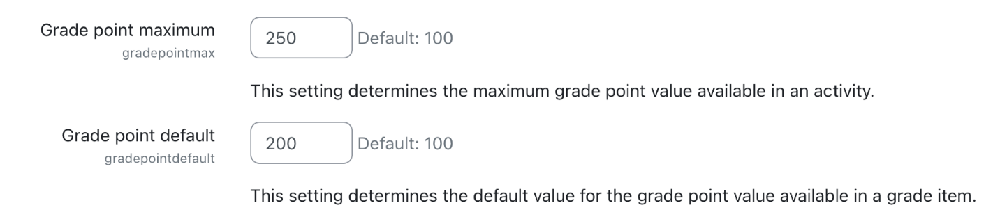 Grade point maximum
250 Default: 100
gradepointmax
This setting determines the maximum grade point value available in an activity.
Grade point default
200 Default: 100
gradepointdefault
This setting determines the default value for the grade point value available in a grade item.